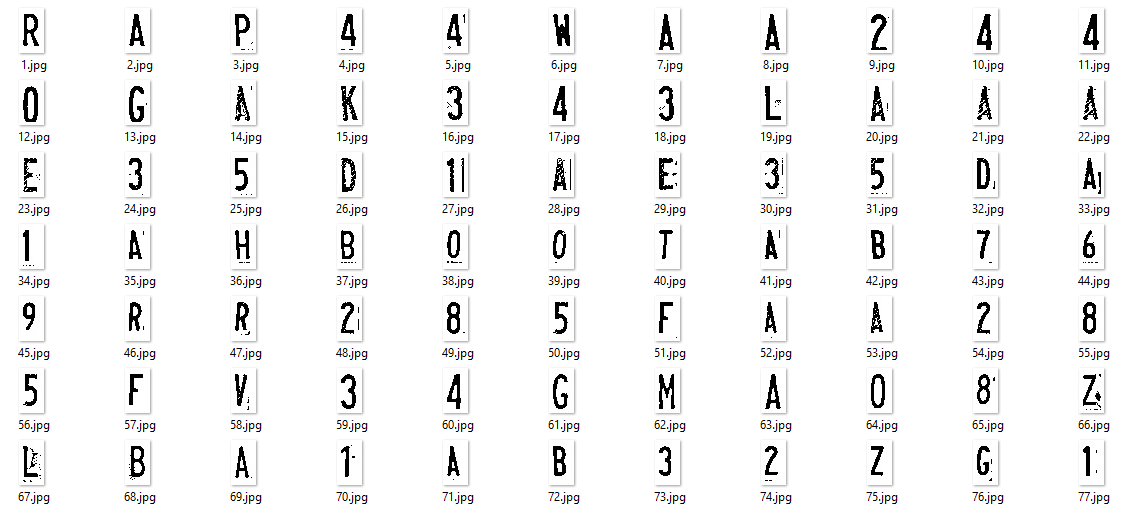 R A P 4 4 W A A 2 4 4
1.jpg 2.jpg 3.jpg 4.jpg 5.jpg 6.jpg 7.jpg 8.jpg 9.jpg 10.jpg 11.jpg
0 G A K 3 4 3 L A A A
12.jpg 13.jpg 14.jpg 15.jpg 16.jpg 17.jpg 18.jpg 19.jpg 20.jpg 21.jpg 22.jpg
E 3 5 D 1 A E 3 5 D A
23.jpg 24.jpg 25.jpg 26.jpg 27.jpg 28.jpg 29.jpg 30.jpg 31.jpg 32.jpg 33.jpg
1 A H B 0 0 T A B 7 6
34.jpg 35.jpg 36.jpg 37.jpg 38.jpg 39.jpg 40.jpg 41.jpg 42.jpg 43.jpg 44.jpg
9 R R 2 8 5 F A A 2 8
45.jpg 46.jpg 47.jpg 48.jpg 49.jpg 50.jpg 51.jpg 52.jpg 53.jpg 54.jpg 55.jpg
5 F V 3 4 G M A 0 8 Z
56.jpg 57.jpg 58.jpg 59.jpg 60.jpg 61.jpg 62.jpg 63.jpg 64.jpg 65.jpg 66.jpg
L B A 1 A B 3 2 Z G 1
67.jpg 68.jpg 69.jpg 70.jpg 71.jpg 72.jpg 73.jpg 74.jpg 75.jpg 76.jpg 77.jpg